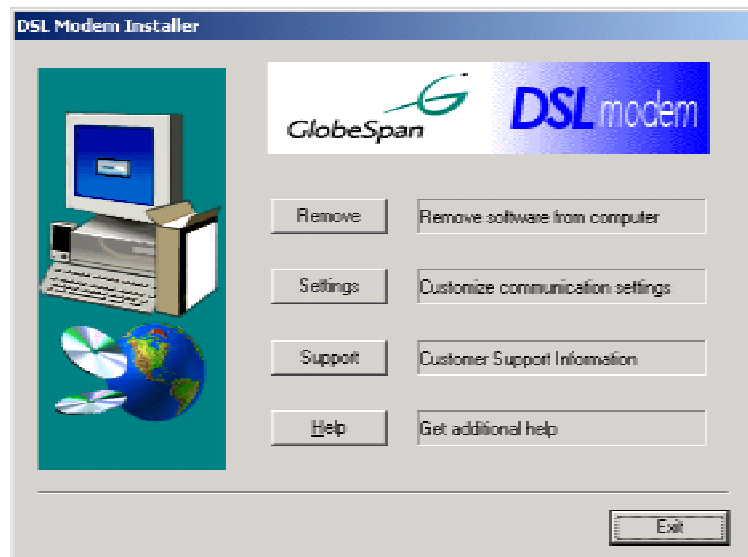 DSL Modem Installer
GlobeSpan
DSL modem
Remove
Remove software from computer
Settings
Customize communication settings
Support
Customer Support Information
Help
Get additional help
Exit